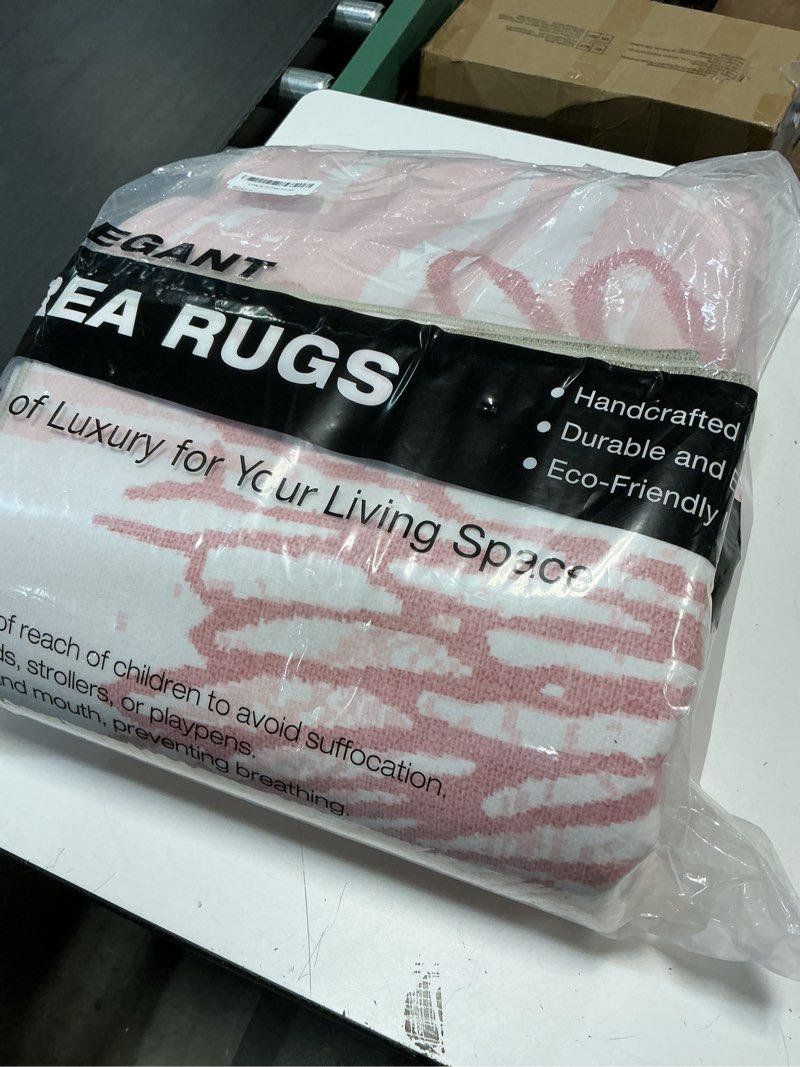 EGANT
REA RUGS
of Luxury for Your Living Space
• Handcrafted
• Durable and E
• Eco-Friendly
of reach of children to avoid suffocation.
ds, strollers, or playpens.
nd mouth, preventing breathing.